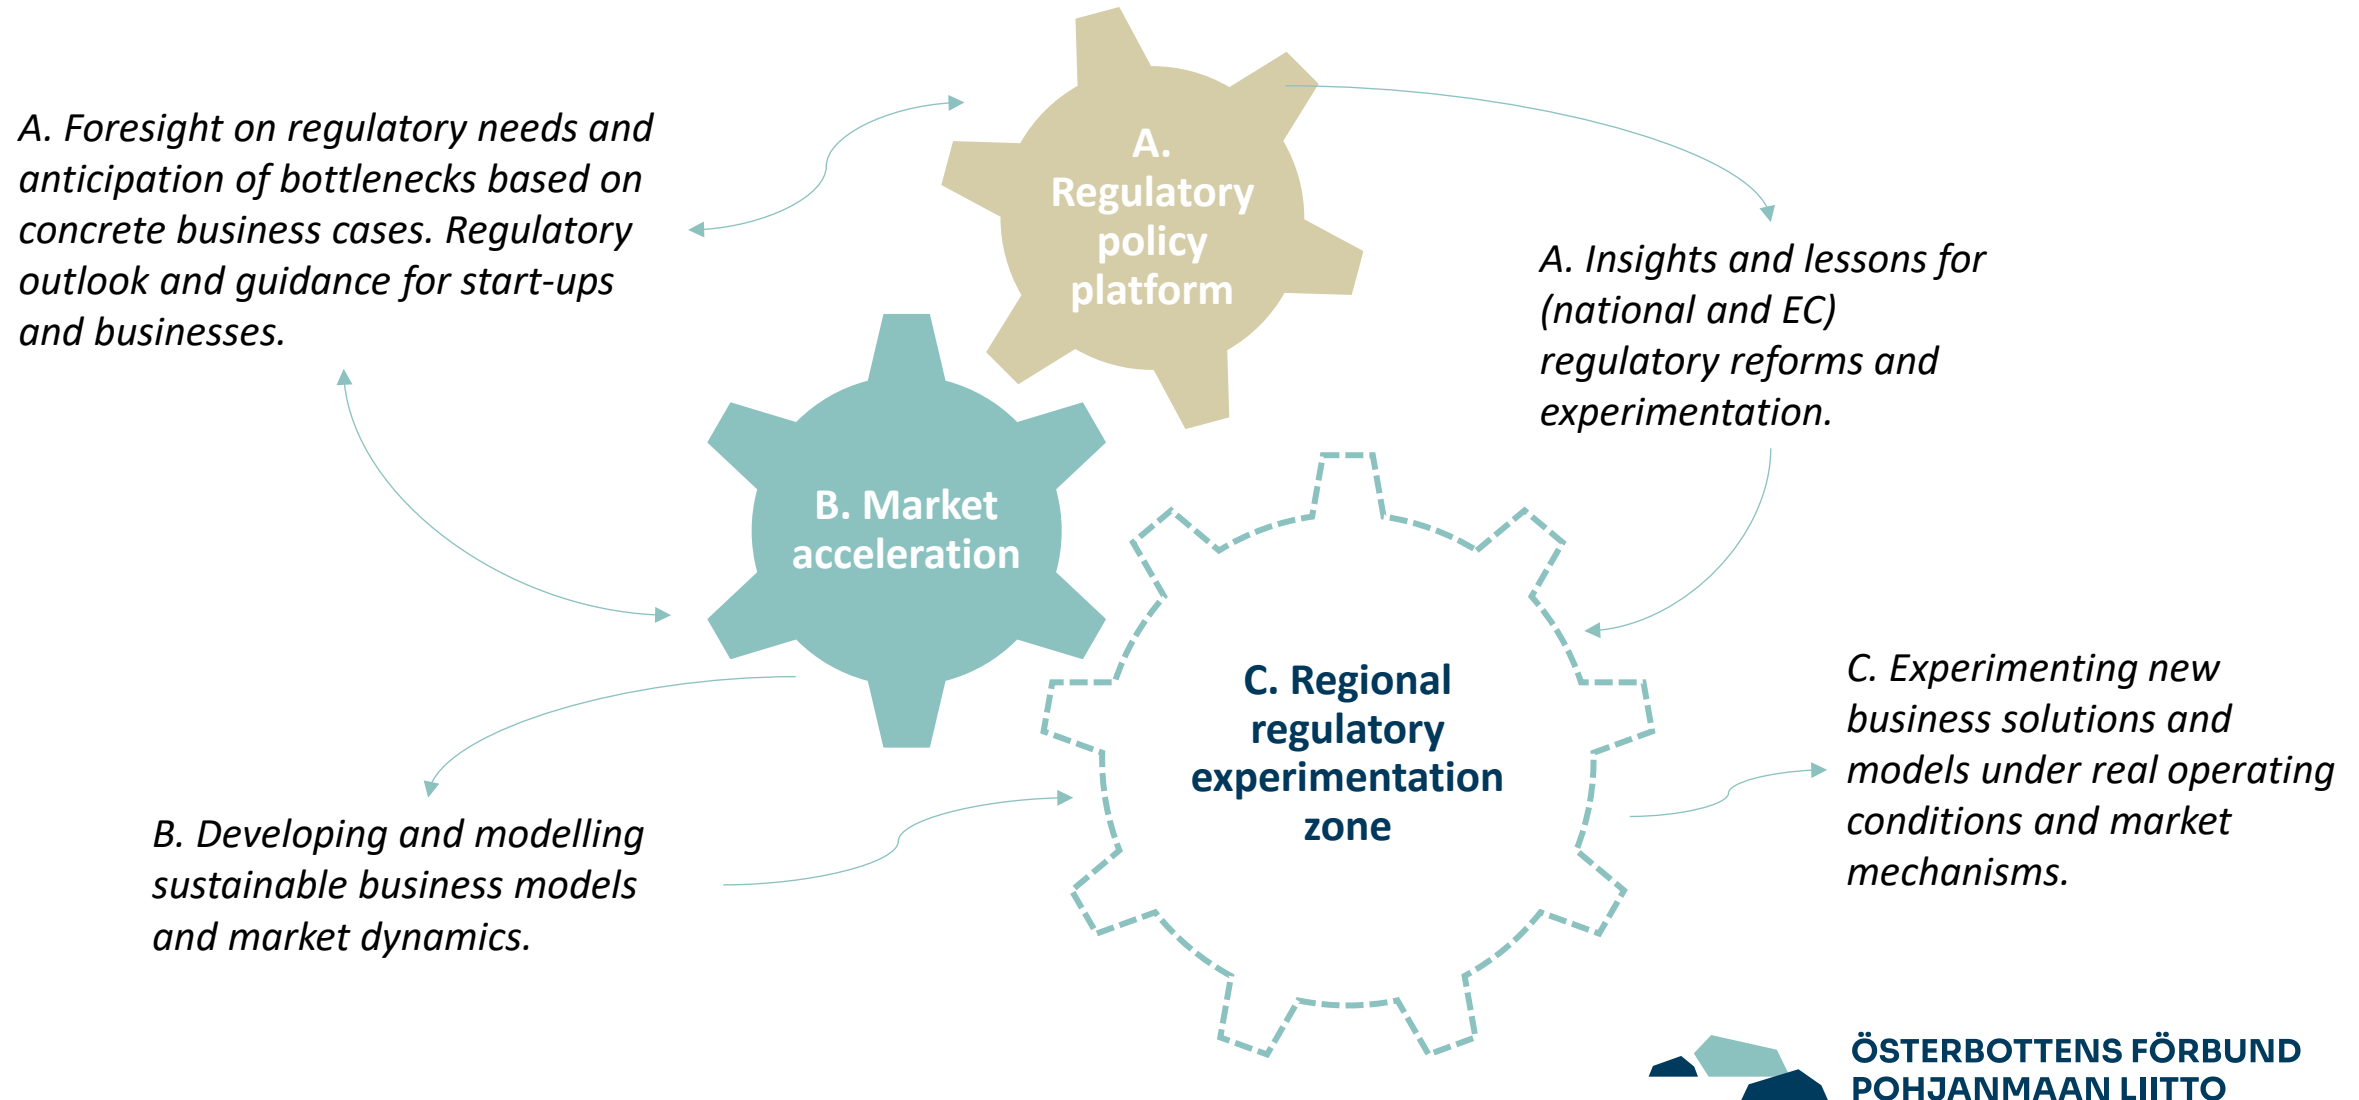 A. Foresight on regulatory needs and
anticipation of bottlenecks based on
concrete business cases. Regulatory
outlook and guidance for start-ups
and businesses.
A.
Regulatory
policy
platform
A. Insights and lessons for
(national and EC)
regulatory reforms and
experimentation.
B. Market
acceleration
C. Regional
regulatory
experimentation
zone
C. Experimenting new
business solutions and
models under real operating
conditions and market
mechanisms.
B. Developing and modelling
sustainable business models
and market dynamics.
ÖSTERBOTTENS FÖRBUND
POHJANMAAN LIITTO